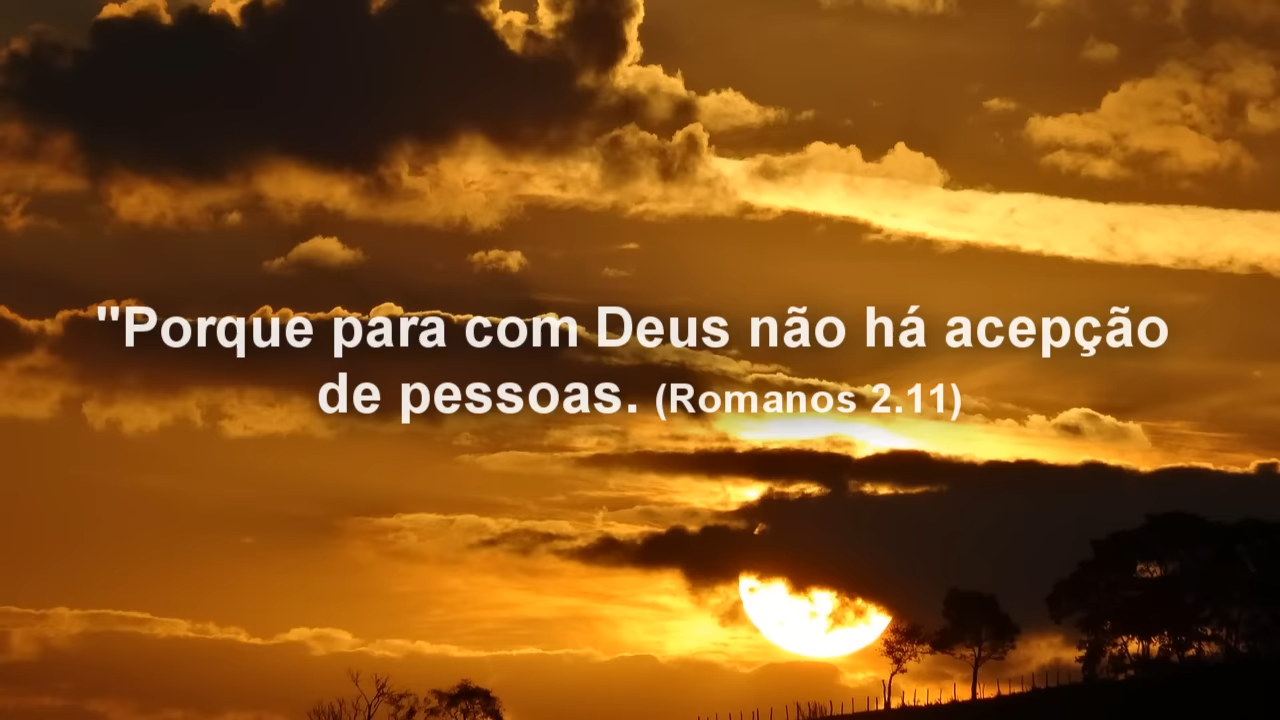 "Porque para com Deus não há acepção
de pessoas. (Romanos 2.11)